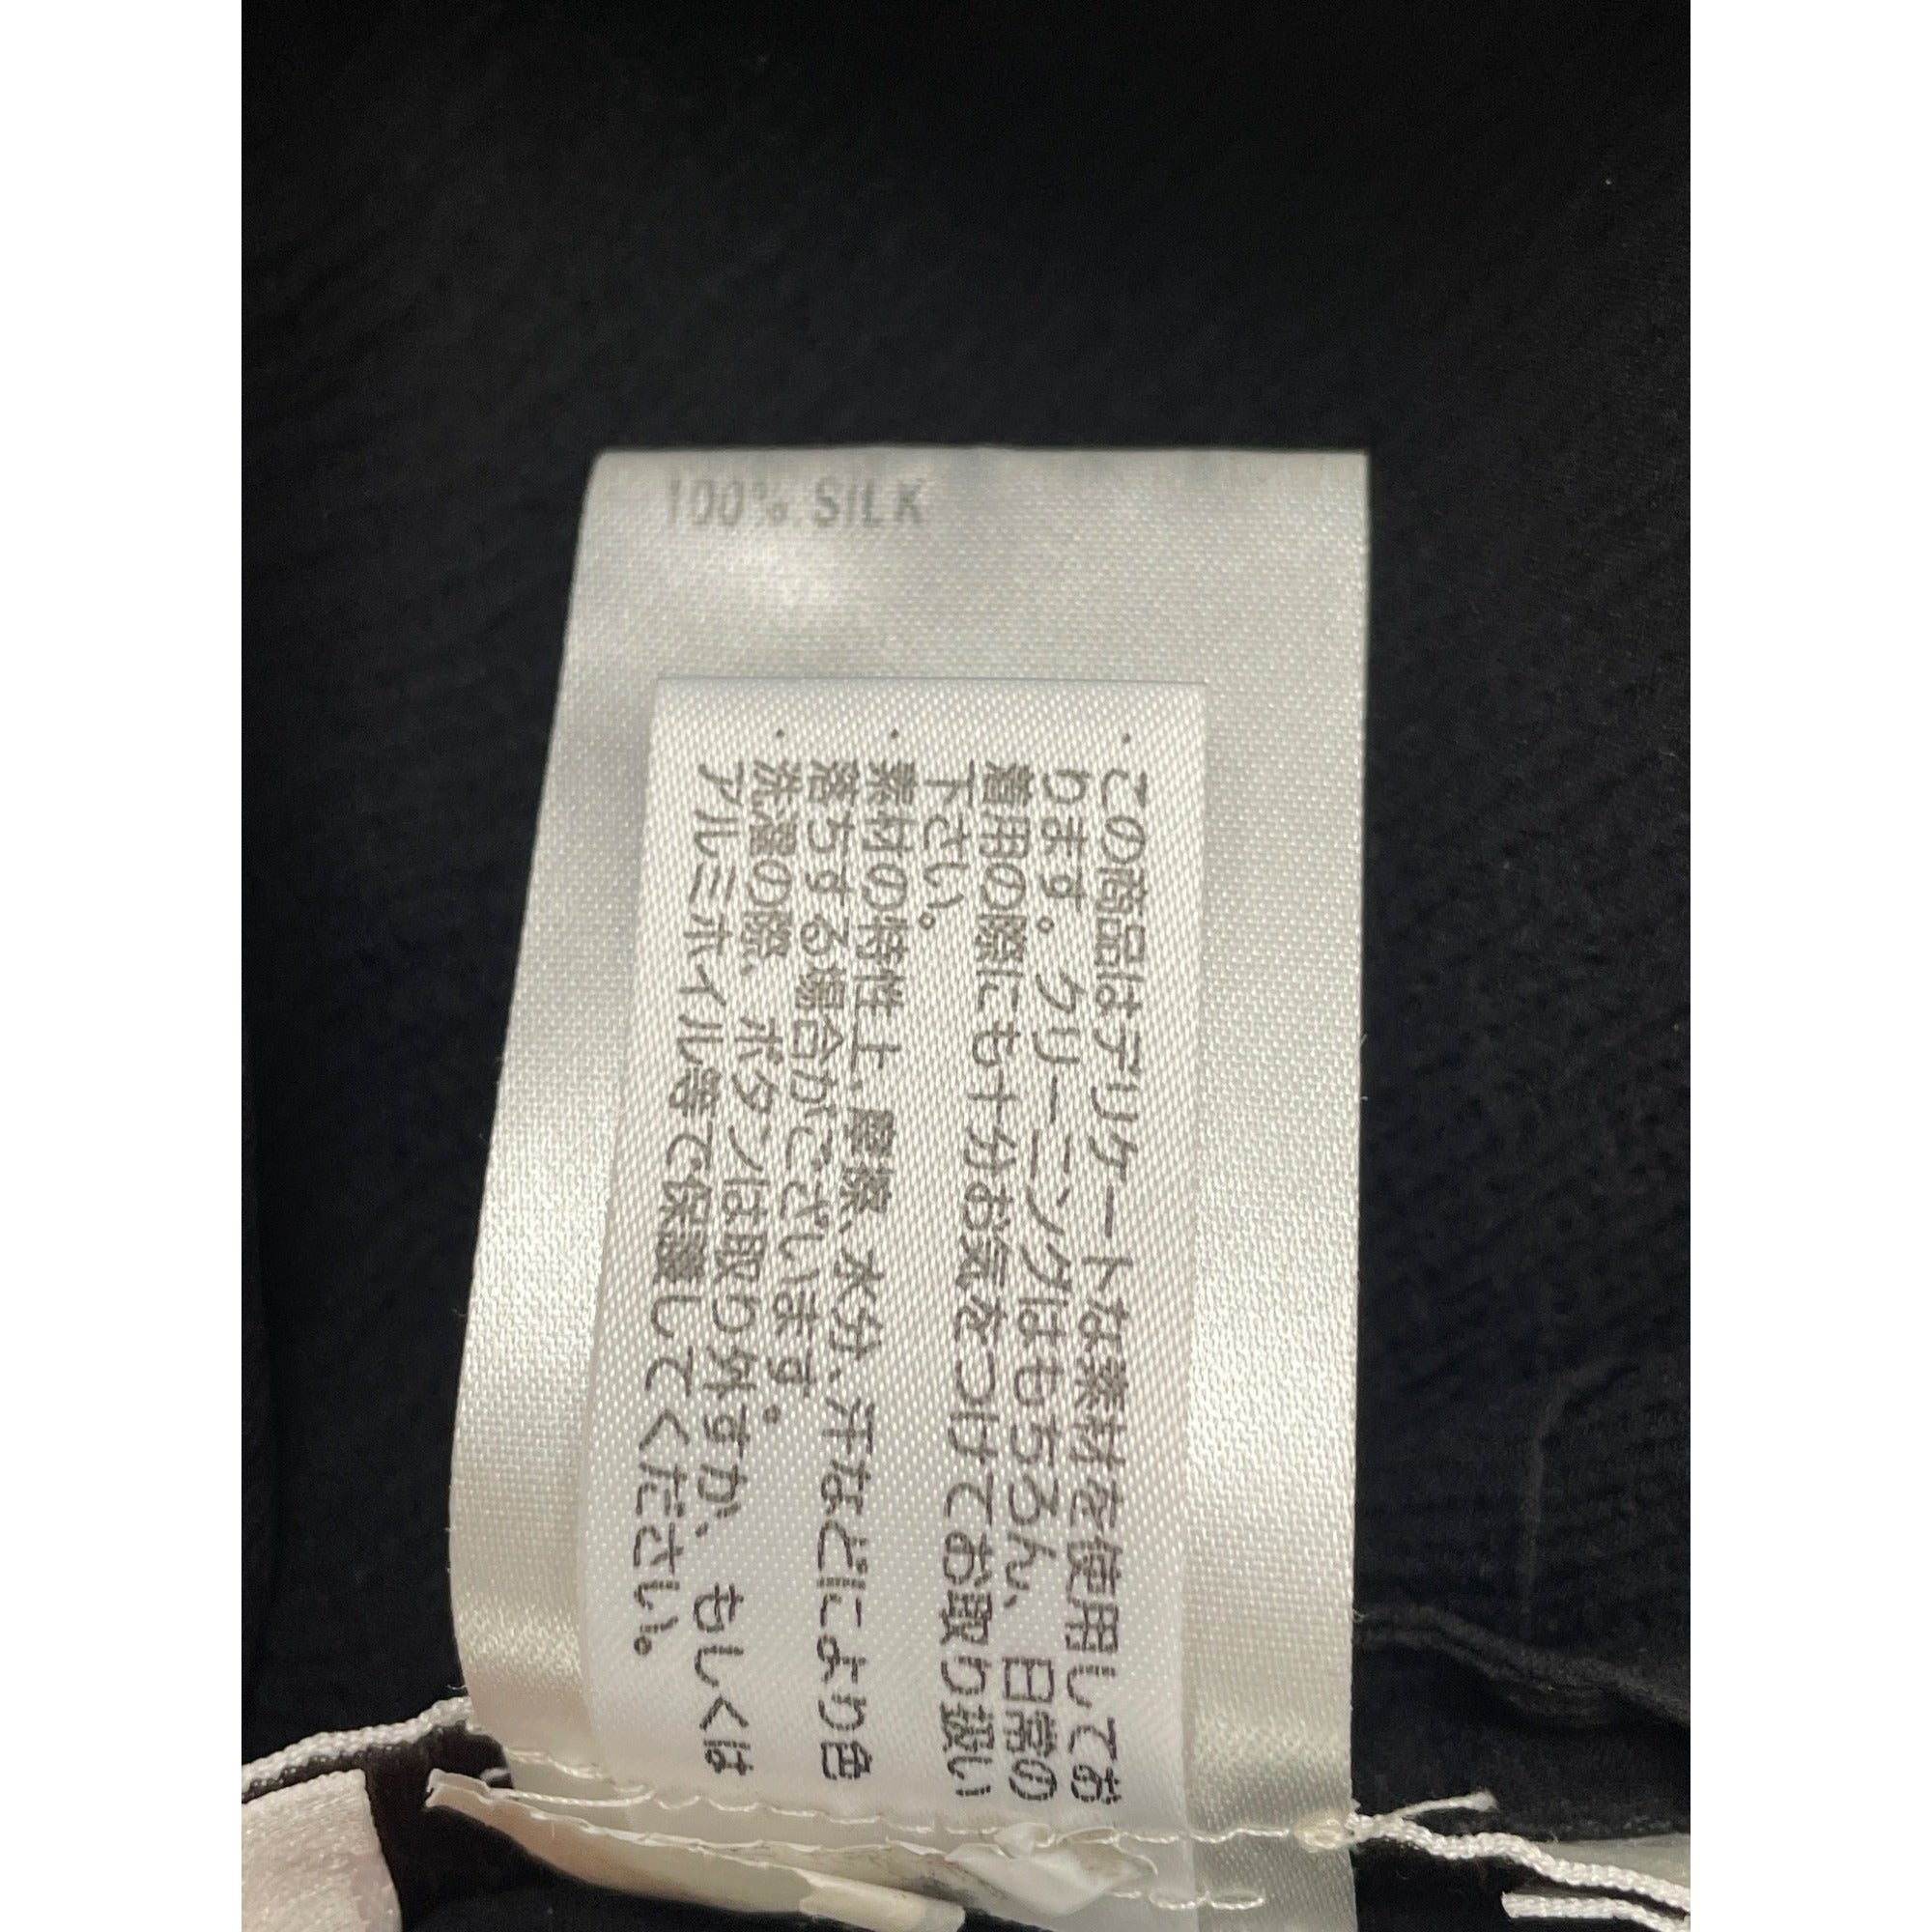 100% SILK
・この商品はデリケートな素材を使用してお
ります。クリーニングはもちろん、日常の
着用の際にも十分お気をつけてお取り扱い
下さい。
・素材の特性上、摩擦、水分、汗などにより色
落ちする場合がございます。
・洗濯の際、ボタンは取り外すか、もしくは
アルミホイル等で保護してください。